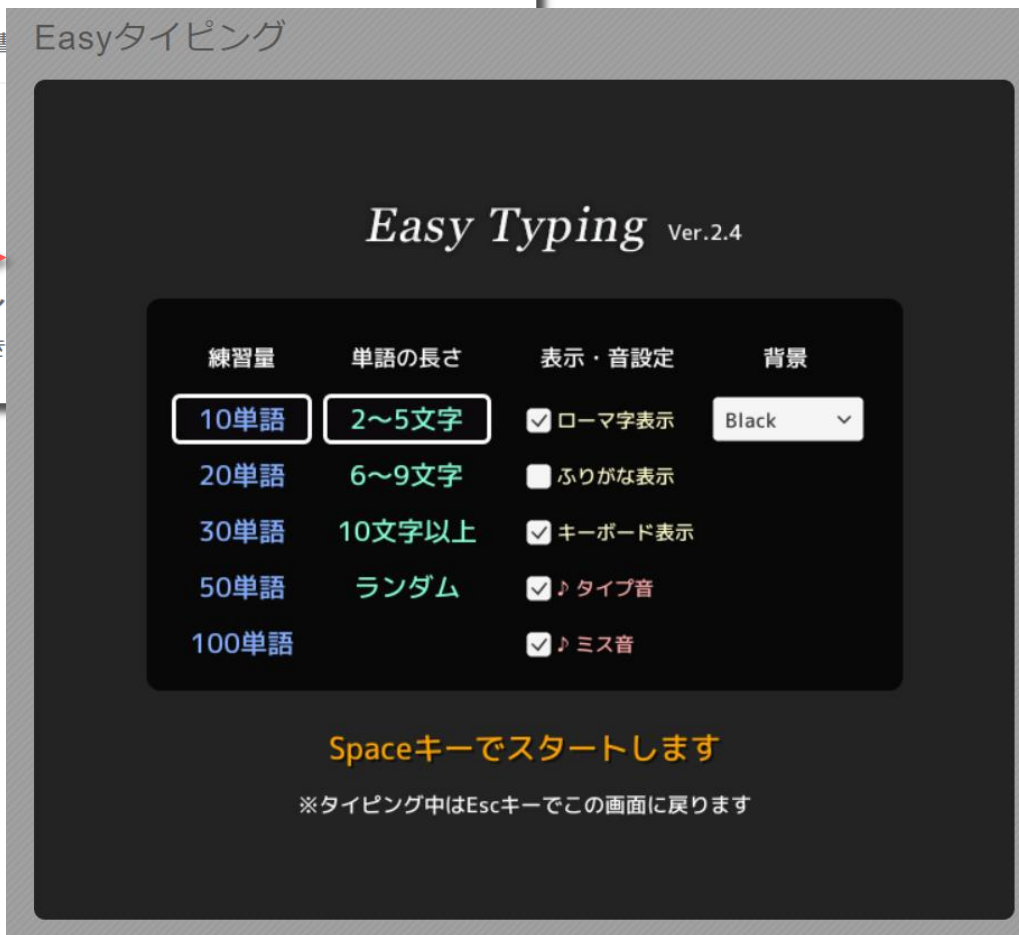 Easyタイピング
Easy Typing Ver.2.4
練習量 単語の長さ 表示・音設定 背景
10単語 2～5文字 ローマ字表示 Black
20単語 6～9文字 ふりがな表示
30単語 10文字以上 キーボード表示
50単語 ランダム ♪タイプ音
100単語 ♪ミス音
Spaceキーでスタートします
※タイピング中はEscキーでこの画面に戻ります